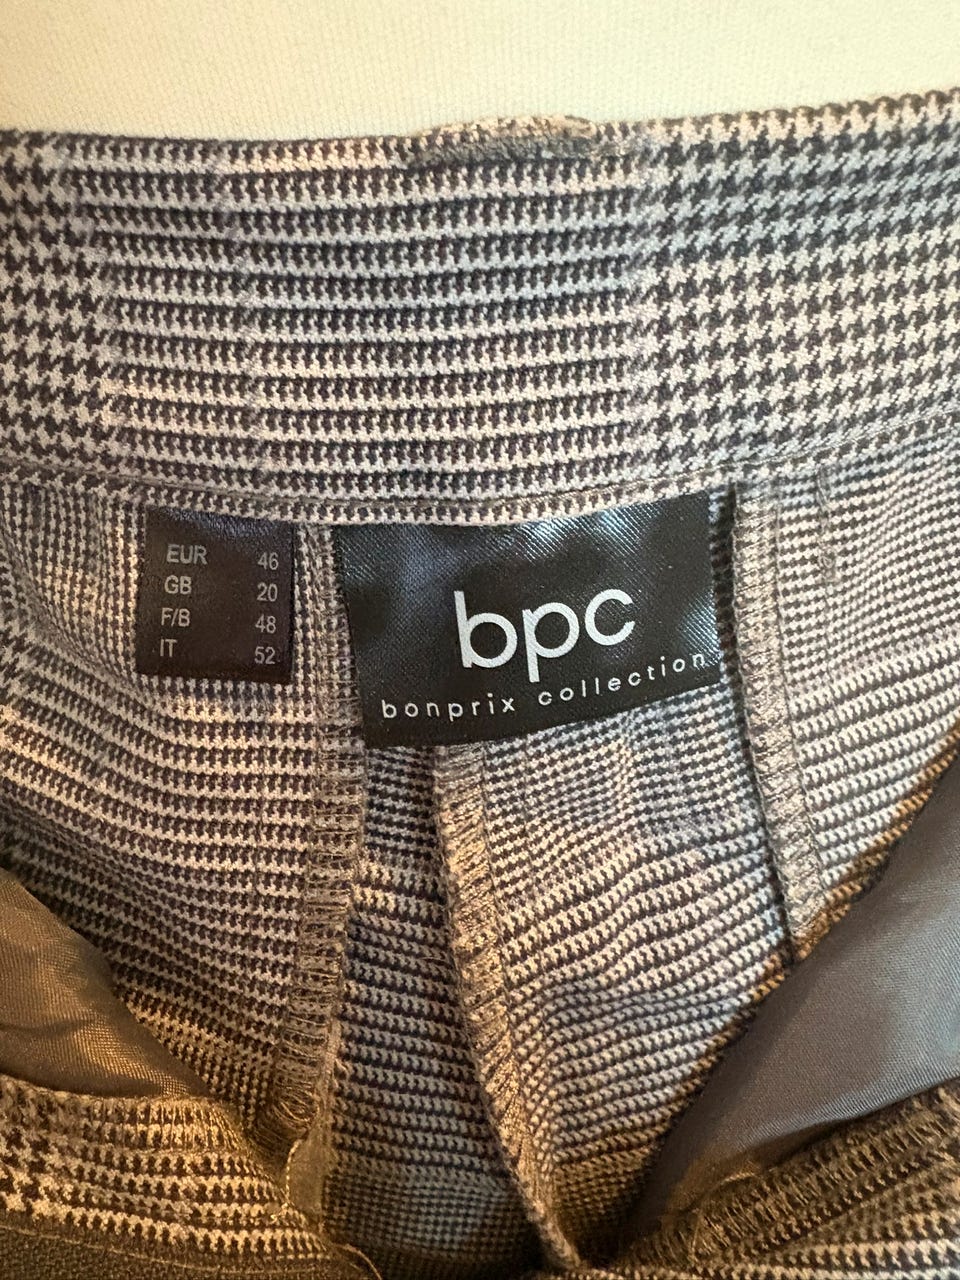 EUR 46
GB 20
F/B 48
IT 52
bpc
bonprix collection